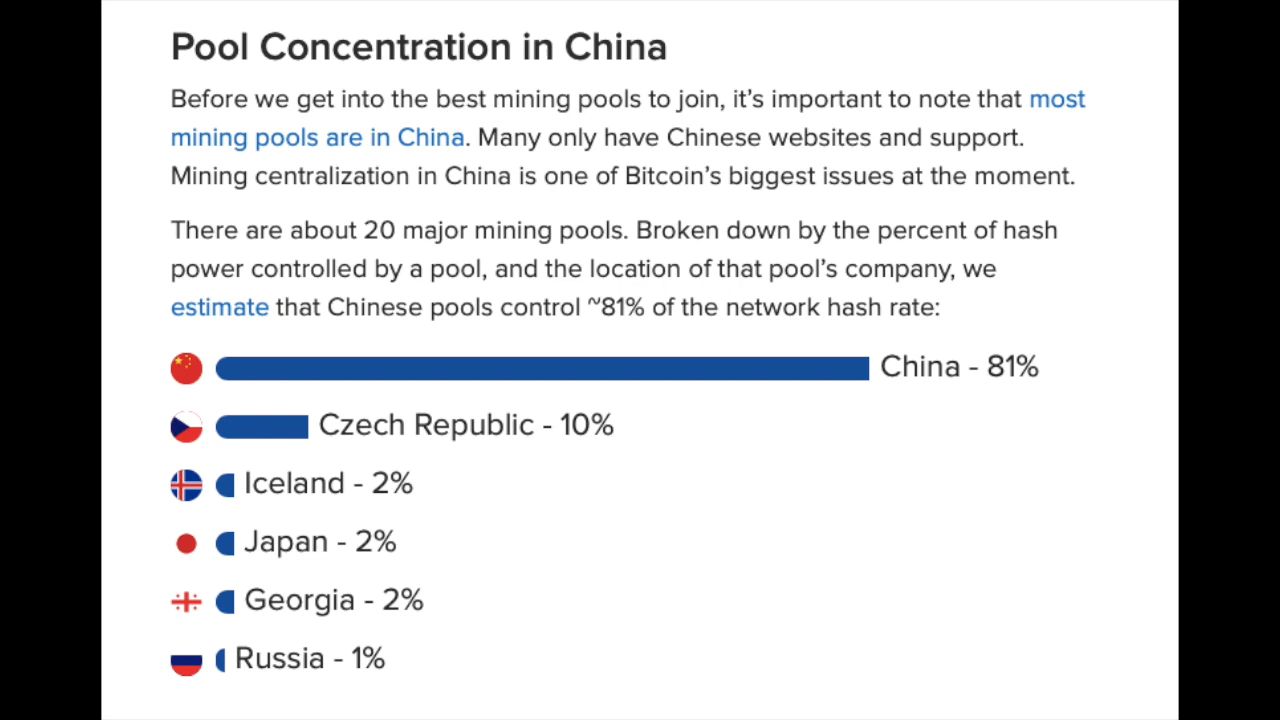 Pool Concentration in China
Before we get into the best mining pools to join, it’s important to note that most
mining pools are in China. Many only have Chinese websites and support.
Mining centralization in China is one of Bitcoin’s biggest issues at the moment.
There are about 20 major mining pools. Broken down by the percent of hash
power controlled by a pool, and the location of that pool’s company, we
estimate that Chinese pools control ~81% of the network hash rate:
China - 81%
Czech Republic - 10%
Iceland - 2%
Japan - 2%
Georgia - 2%
Russia - 1%